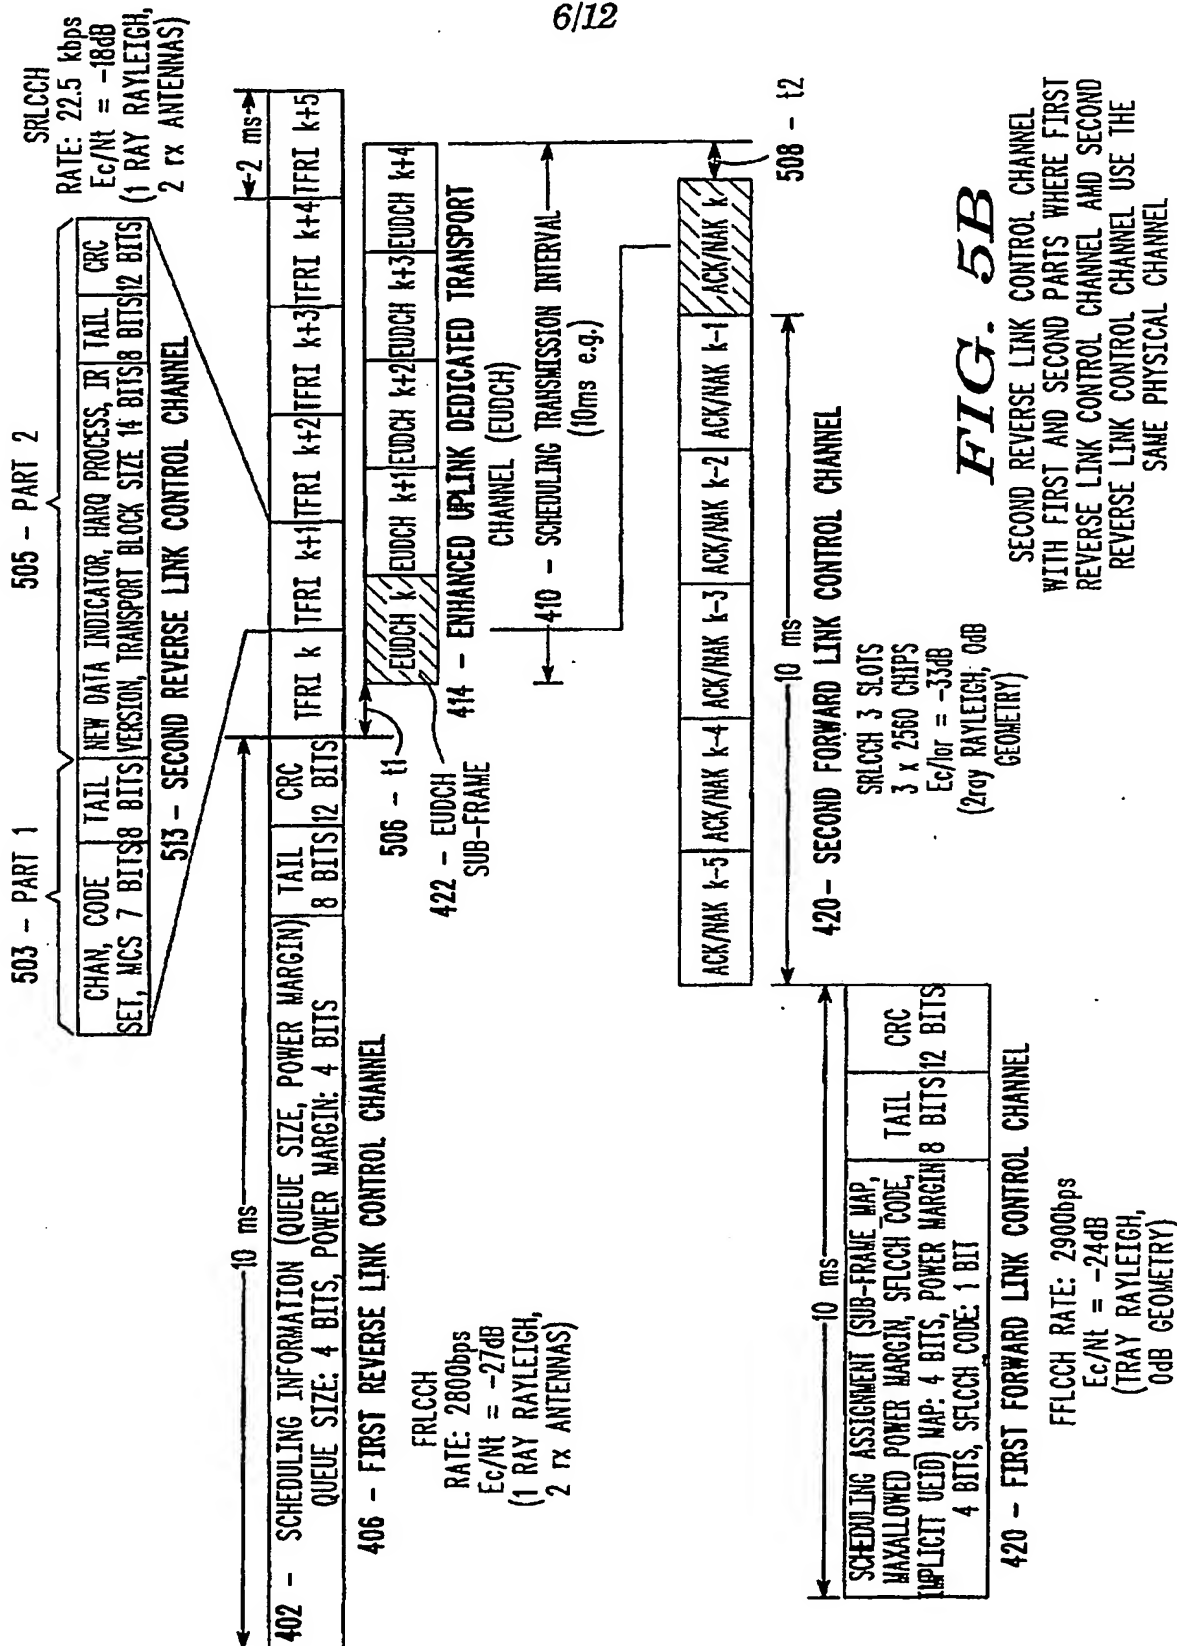 6/12
503 - PART 1
505 - PART 2
CHAN, CODE
SET, MCS 7 BITS
TAIL
8 BITS
NEW DATA INDICATOR, HARQ PROCESS, IR
VERSION, TRANSPORT BLOCK SIZE 14 BITS
TAIL
8 BITS
CRC
12 BITS
SRLCCH
RATE: 22.5 kbps
Ec/Nt = -18dB
(1 RAY RAYLEIGH,
2 rx ANTENNAS)
513 - SECOND REVERSE LINK CONTROL CHANNEL
10 ms
2 ms
402 - SCHEDULING INFORMATION (QUEUE SIZE, POWER MARGIN)
QUEUE SIZE: 4 BITS, POWER MARGIN: 4 BITS
TAIL
8 BITS
CRC
12 BITS
TFRI k
TFRI k+1
TFRI k+2
TFRI k+3
TFRI k+4
TFRI k+5
406 - FIRST REVERSE LINK CONTROL CHANNEL
506 - t1
EUDCH k
EUDCH k+1
EUDCH k+2
EUDCH k+3
EUDCH k+4
422 - EUDCH
SUB-FRAME
414 - ENHANCED UPLINK DEDICATED TRANSPORT
CHANNEL (EUDCH)
FRLCCH
RATE: 2800bps
Ec/Nt = -27dB
(1 RAY RAYLEIGH,
2 rx ANTENNAS)
410 - SCHEDULING TRANSMISSION INTERVAL
(10ms e.g.)
ACK/NAK k-5
ACK/NAK k-4
ACK/NAK k-3
ACK/NAK k-2
ACK/NAK k-1
ACK/NAK k
508 - t2
10 ms
10 ms
420 - SECOND FORWARD LINK CONTROL CHANNEL
SRLCCH 3 SLOTS
3 x 2560 CHIPS
Ec/Ior = -33dB
(2ray RAYLEIGH, 0dB
GEOMETRY)
SCHEDULING ASSIGNMENT (SUB-FRAME MAP,
MAXALLOWED POWER MARGIN, SFLCCH CODE,
IMPLICIT UEID) MAP: 4 BITS, POWER MARGIN
4 BITS, SFLCCH CODE: 1 BIT
TAIL
8 BITS
CRC
12 BITS
420 - FIRST FORWARD LINK CONTROL CHANNEL
FFLCCH RATE: 2900bps
Ec/Nt = -24dB
(TRAY RAYLEIGH,
0dB GEOMETRY)
FIG. 5B
SECOND REVERSE LINK CONTROL CHANNEL
WITH FIRST AND SECOND PARTS WHERE FIRST
REVERSE LINK CONTROL CHANNEL AMD SECOND
REVERSE LINK CONTROL CHANNEL USE THE
SAME PHYSICAL CHANNEL